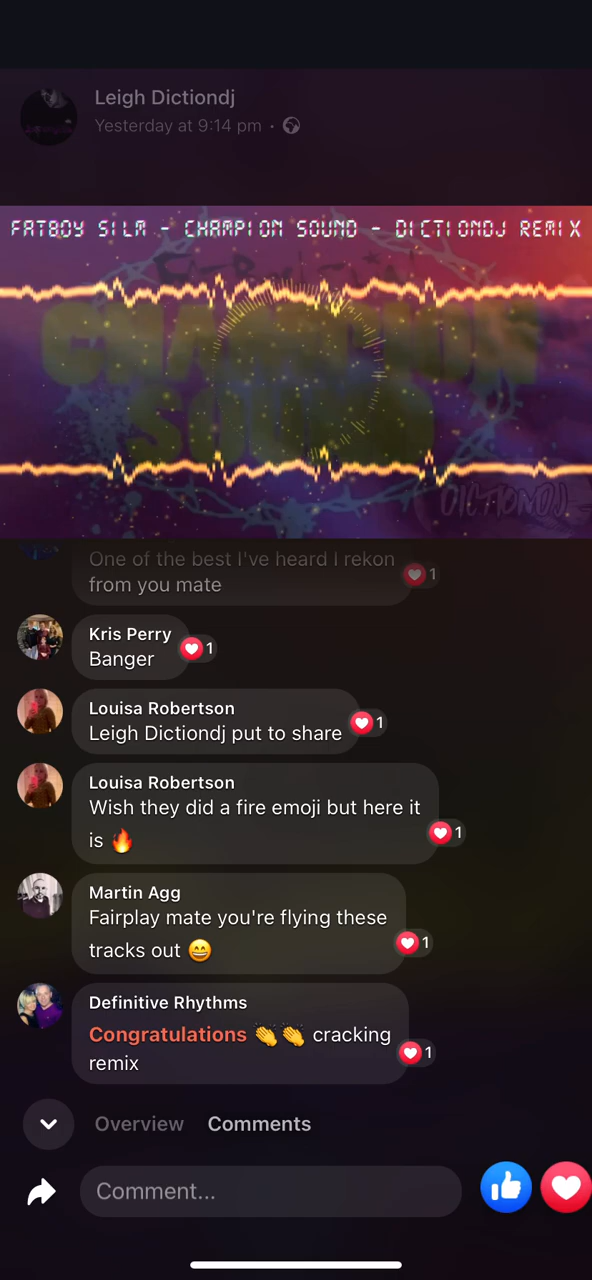 Leigh Dictiondj
Yesterday at 9:14 pm ·
FATBOY SILM - CHAMPION SOUND - DICTIONDJ REMIX
CHAMPION
SOUND
DICTIONDJ
One of the best I've heard I rekon
from you mate
1
Kris Perry
Banger
1
Louisa Robertson
Leigh Dictiondj put to share
1
Louisa Robertson
Wish they did a fire emoji but here it
is 🔥
1
Martin Agg
Fairplay mate you're flying these
tracks out 😄
1
Definitive Rhythms
Congratulations 👏👏 cracking
remix
1
Overview Comments
Comment...